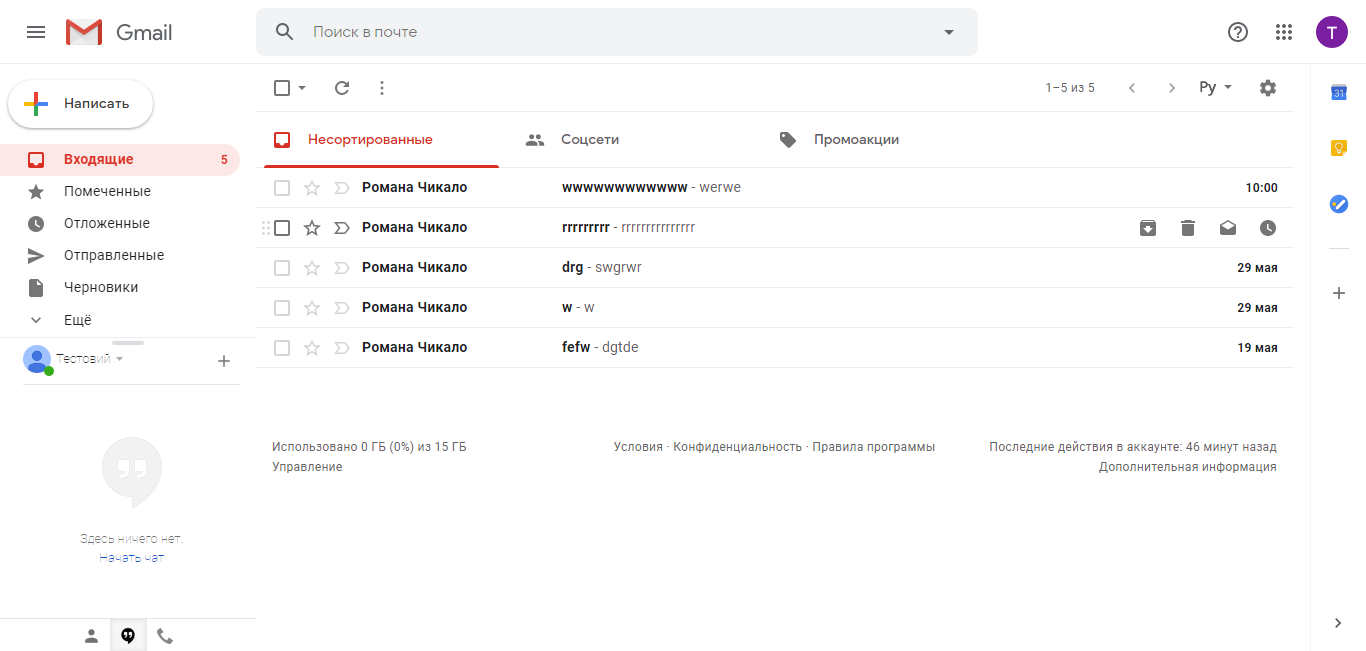 Gmail
Поиск в почте
T
Написать
1–5 из 5
Ру
31
Несортированные
Соцсети
Промоакции
Входящие 5
Помеченные
Отложенные
Отправленные
Черновики
Ещё
Романа Чикало wwwwwwwwwwww - werwe 10:00
Романа Чикало rrrrrrrrr - rrrrrrrrrrrrrrr
Романа Чикало drg - swgrwr 29 мая
Романа Чикало w - w 29 мая
Романа Чикало fefw - dgtde 19 мая
Тестовий
Здесь ничего нет.
Начать чат
Использовано 0 ГБ (0%) из 15 ГБ
Управление
Условия · Конфиденциальность · Правила программы
Последние действия в аккаунте: 46 минут назад
Дополнительная информация